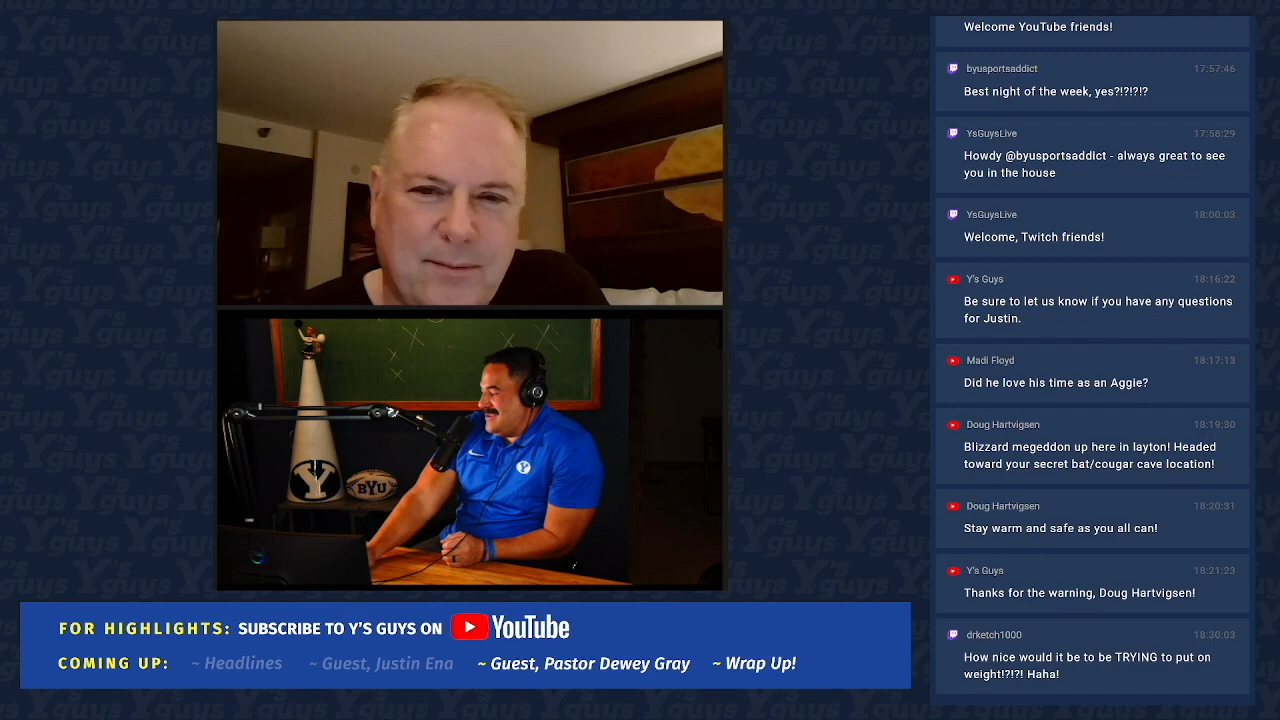 Welcome YouTube friends!
byusportsaddict 17:57:46
Best night of the week, yes?!?!?!?
YsGuysLive 17:58:29
Howdy @byusportsaddict - always great to see
you in the house
YsGuysLive 18:00:03
Welcome, Twitch friends!
Y's Guys 18:16:22
Be sure to let us know if you have any questions
for Justin.
Madi Floyd 18:17:13
Did he love his time as an Aggie?
Doug Hartvigsen 18:19:30
Blizzard megeddon up here in layton! Headed
toward your secret bat/cougar cave location!
Doug Hartvigsen 18:20:31
Stay warm and safe as you all can!
Y's Guys 18:21:23
Thanks for the warning, Doug Hartvigsen!
drketch1000 18:30:03
How nice would it be to be TRYING to put on
weight!?!?! Haha!
Y
BYU
Y
FOR HIGHLIGHTS: SUBSCRIBE TO Y'S GUYS ON YouTube
COMING UP: ~ Headlines ~ Guest, Justin Ena ~ Guest, Pastor Dewey Gray ~ Wrap Up!